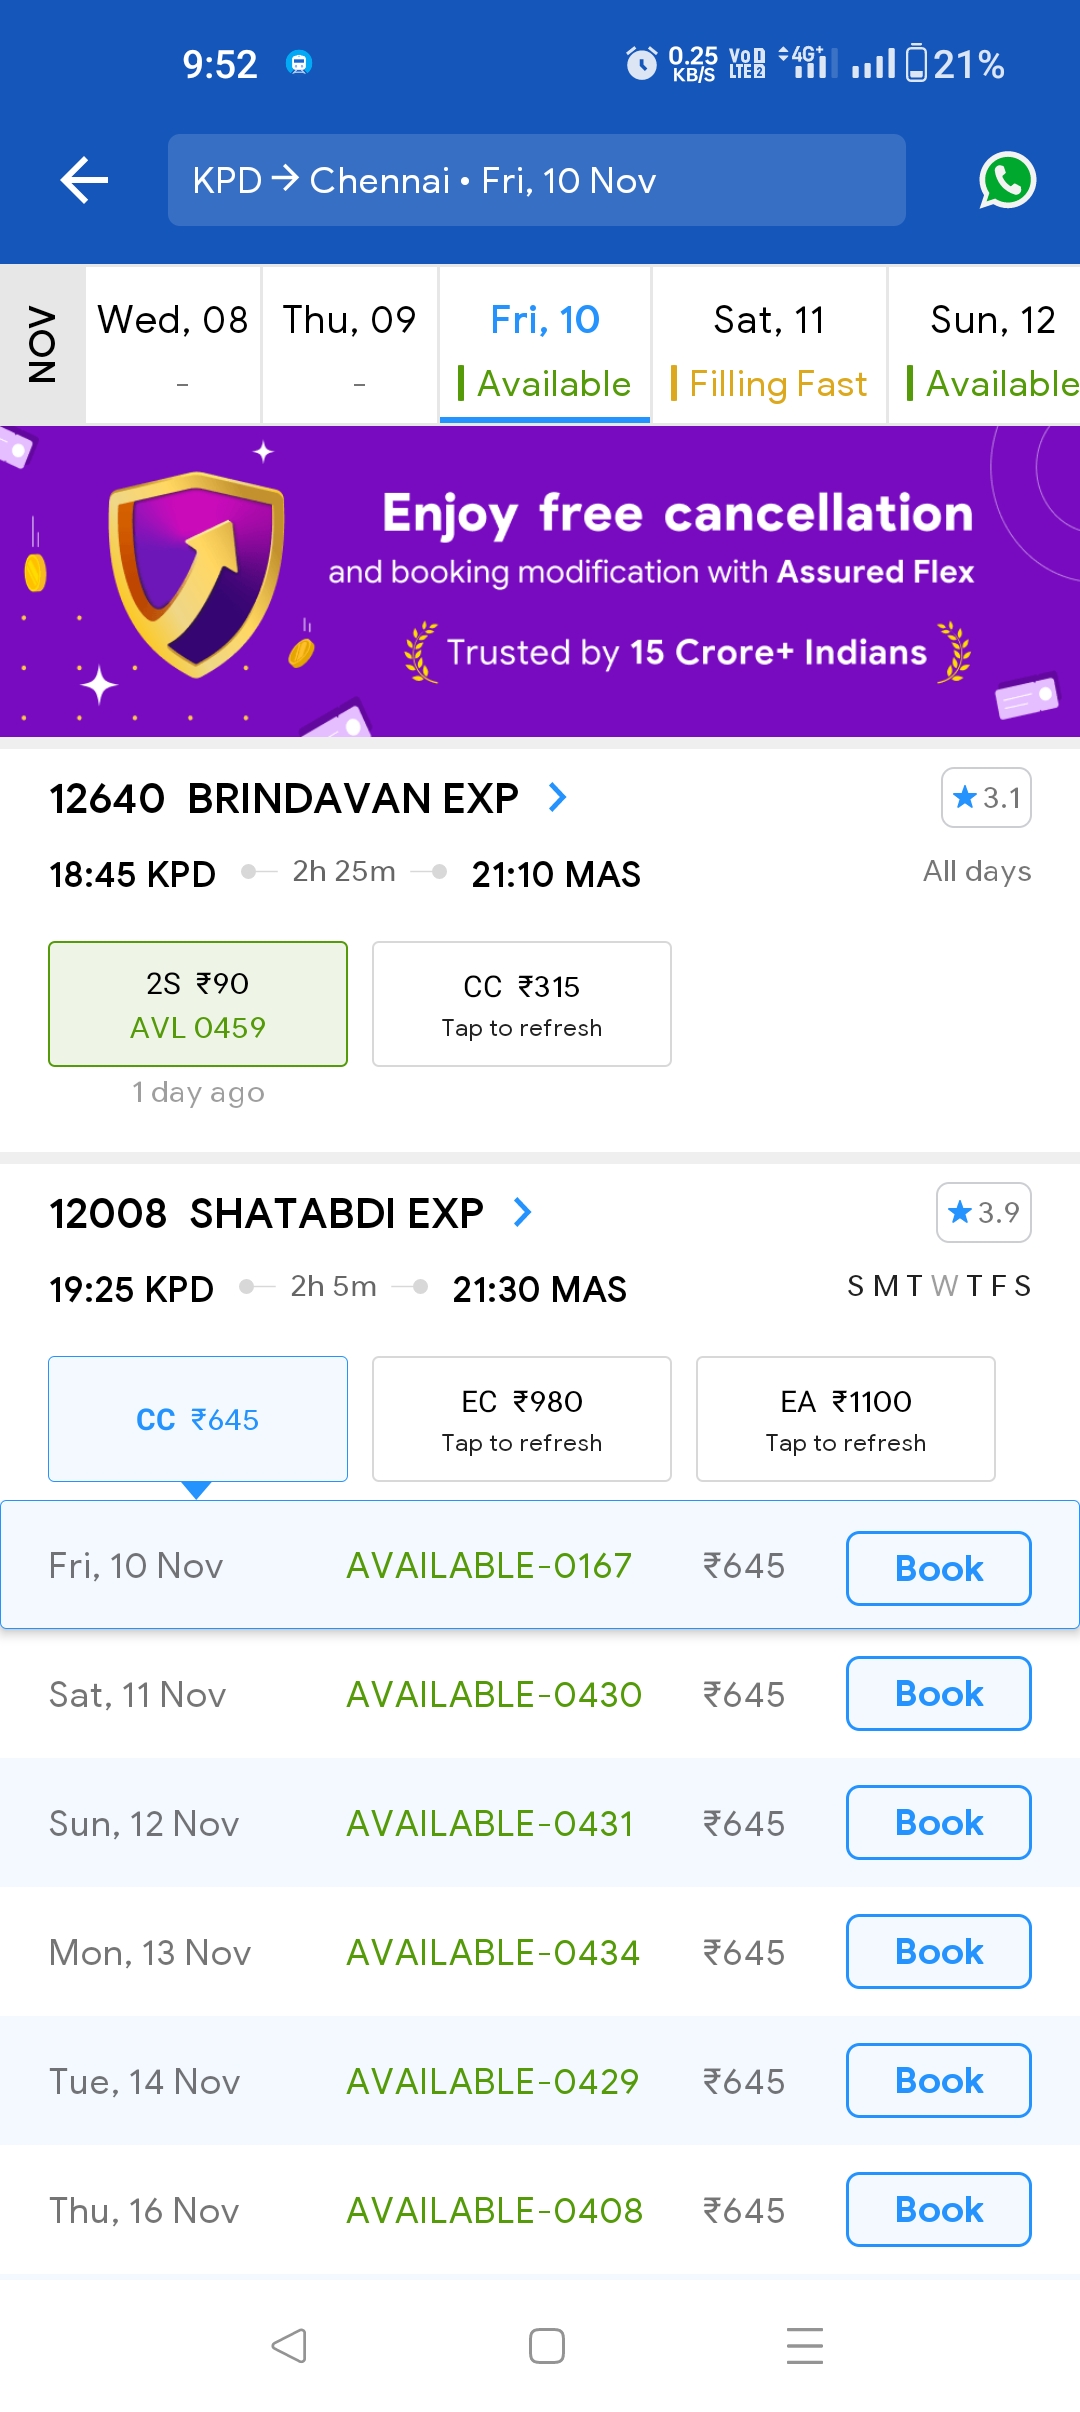 9:52 0.25 KB/S VoD LTE2 4G+ 21%
KPD → Chennai • Fri, 10 Nov
NOV
Wed, 08 Thu, 09 Fri, 10 Sat, 11 Sun, 12
- - Available Filling Fast Available
Enjoy free cancellation
and booking modification with Assured Flex
Trusted by 15 Crore+ Indians
12640 BRINDAVAN EXP 3.1
18:45 KPD 2h 25m 21:10 MAS All days
2S ₹90 CC ₹315
AVL 0459 Tap to refresh
1 day ago
12008 SHATABDI EXP 3.9
19:25 KPD 2h 5m 21:30 MAS S M T W T F S
CC ₹645 EC ₹980 EA ₹1100
Tap to refresh Tap to refresh
Fri, 10 Nov AVAILABLE-0167 ₹645 Book
Sat, 11 Nov AVAILABLE-0430 ₹645 Book
Sun, 12 Nov AVAILABLE-0431 ₹645 Book
Mon, 13 Nov AVAILABLE-0434 ₹645 Book
Tue, 14 Nov AVAILABLE-0429 ₹645 Book
Thu, 16 Nov AVAILABLE-0408 ₹645 Book